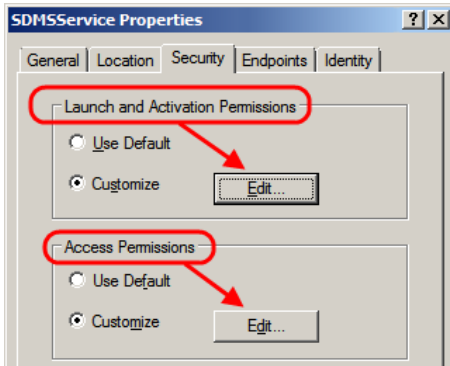 SDMSService Properties
? X
General Location Security Endpoints Identity
Launch and Activation Permissions
Use Default
Customize Edit...
Access Permissions
Use Default
Customize Edit...